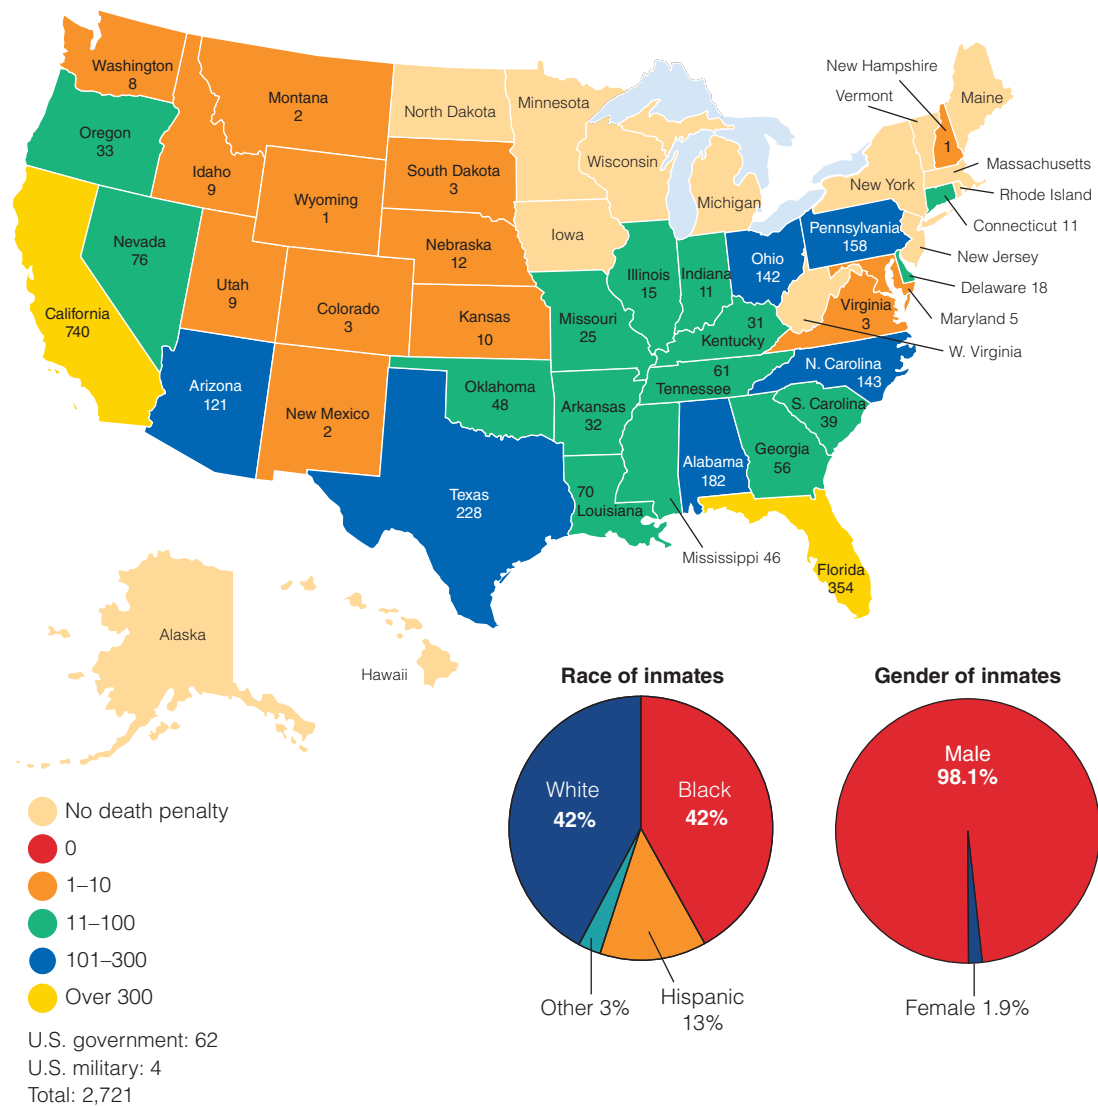 Washington
8
Montana
2
North Dakota
Minnesota
New Hampshire
Vermont
Maine
1
Oregon
33
Idaho
9
Wyoming
1
South Dakota
3
Wisconsin
Michigan
New York
Massachusetts
Rhode Island
Connecticut 11
Nevada
76
Nebraska
12
Iowa
Pennsylvania
158
New Jersey
Utah
9
Colorado
3
Illinois
15
Indiana
11
Ohio
142
Delaware 18
California
740
Kansas
10
Missouri
25
31
Kentucky
Virginia
3
Maryland 5
W. Virginia
Arizona
121
New Mexico
2
Oklahoma
48
Arkansas
32
61
Tennessee
N. Carolina
143
S. Carolina
39
Texas
228
70
Louisiana
Alabama
182
Georgia
56
Mississippi 46
Florida
354
Alaska
Hawaii
Race of inmates
White
42%
Black
42%
Other 3%
Hispanic
13%
Gender of inmates
Male
98.1%
Female 1.9%
No death penalty
0
1–10
11–100
101–300
Over 300
U.S. government: 62
U.S. military: 4
Total: 2,721